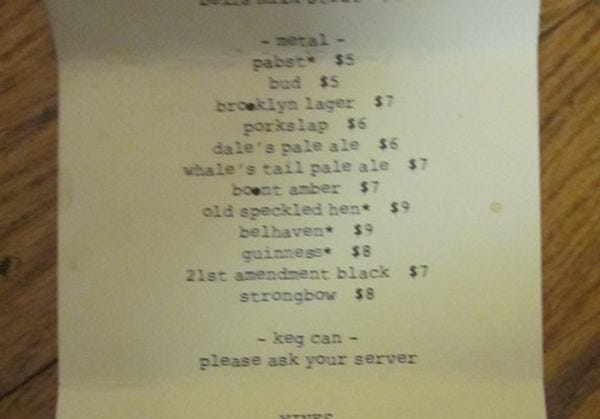 - metal -
pabst* $5
bud $5
brooklyn lager $7
porkslap $6
dale's pale ale $6
whale's tail pale ale $7
boont amber $7
old speckled hen* $9
belhaven* $9
guinness* $8
21st amendment black $7
strongbow $8
- keg can -
please ask your server